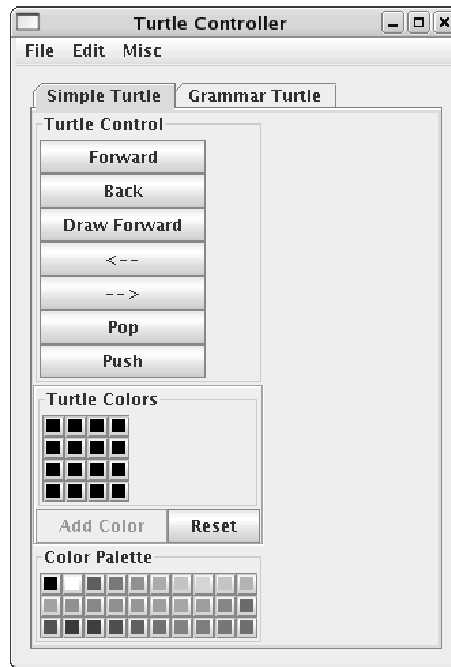 Turtle Controller
File Edit Misc
Simple Turtle Grammar Turtle
Turtle Control
Forward
Back
Draw Forward
<--
-->
Pop
Push
Turtle Colors
Add Color Reset
Color Palette